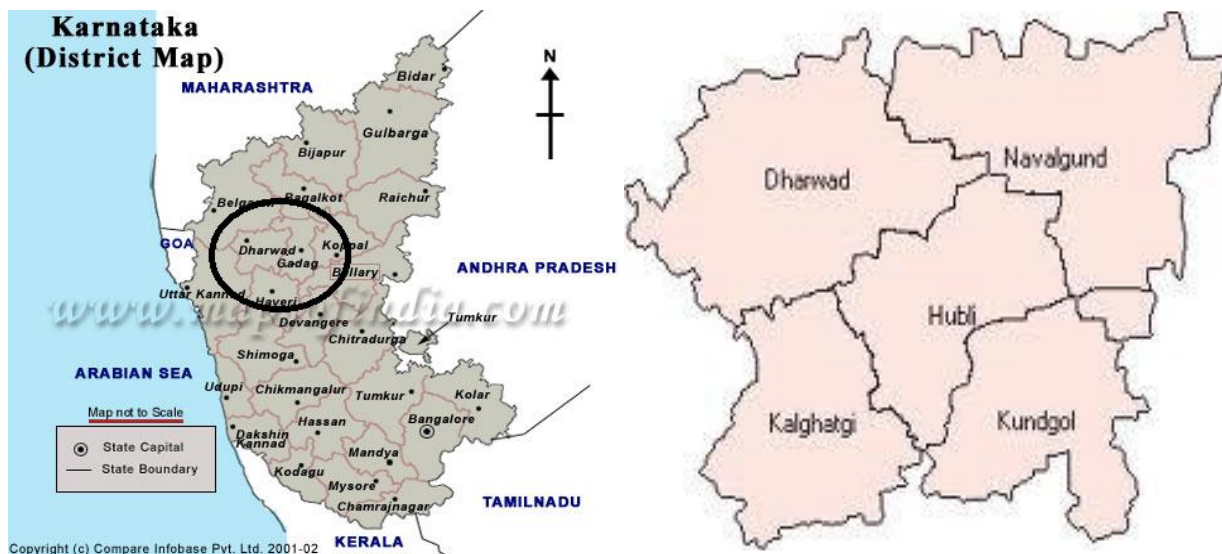 Karnataka
(District Map)
MAHARASHTRA
N
Bidar
Gulbarga
Bijapur
Bagalkot
Raichur
Belgaum
GOA
Dharwad
Gadag
Koppal
Bellary
ANDHRA PRADESH
Uttar Kannad
Haveri
www.mapsofindia.com
Devangere
Tumkur
Chitradurga
Shimoga
ARABIAN SEA
Udupi
Chikmangalur
Tumkur
Kolar
Map not to Scale
Hassan
Bangalore
Dakshin
Kannad
State Capital
Mandya
State Boundary
Kodagu
Mysore
TAMILNADU
Chamrajnagar
KERALA
Copyright (c) Compare Infobase Pvt. Ltd. 2001-02
Dharwad
Navalgund
Hubli
Kalghatgi
Kundgol